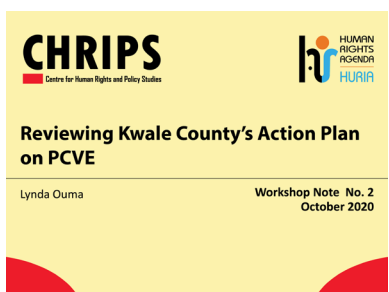 CHRIPS
Centre for Human Rights and Policy Studies
HUMAN
RIGHTS
AGENDA
HURIA
Reviewing Kwale County's Action Plan
on PCVE
Lynda Ouma
Workshop Note No. 2
October 2020